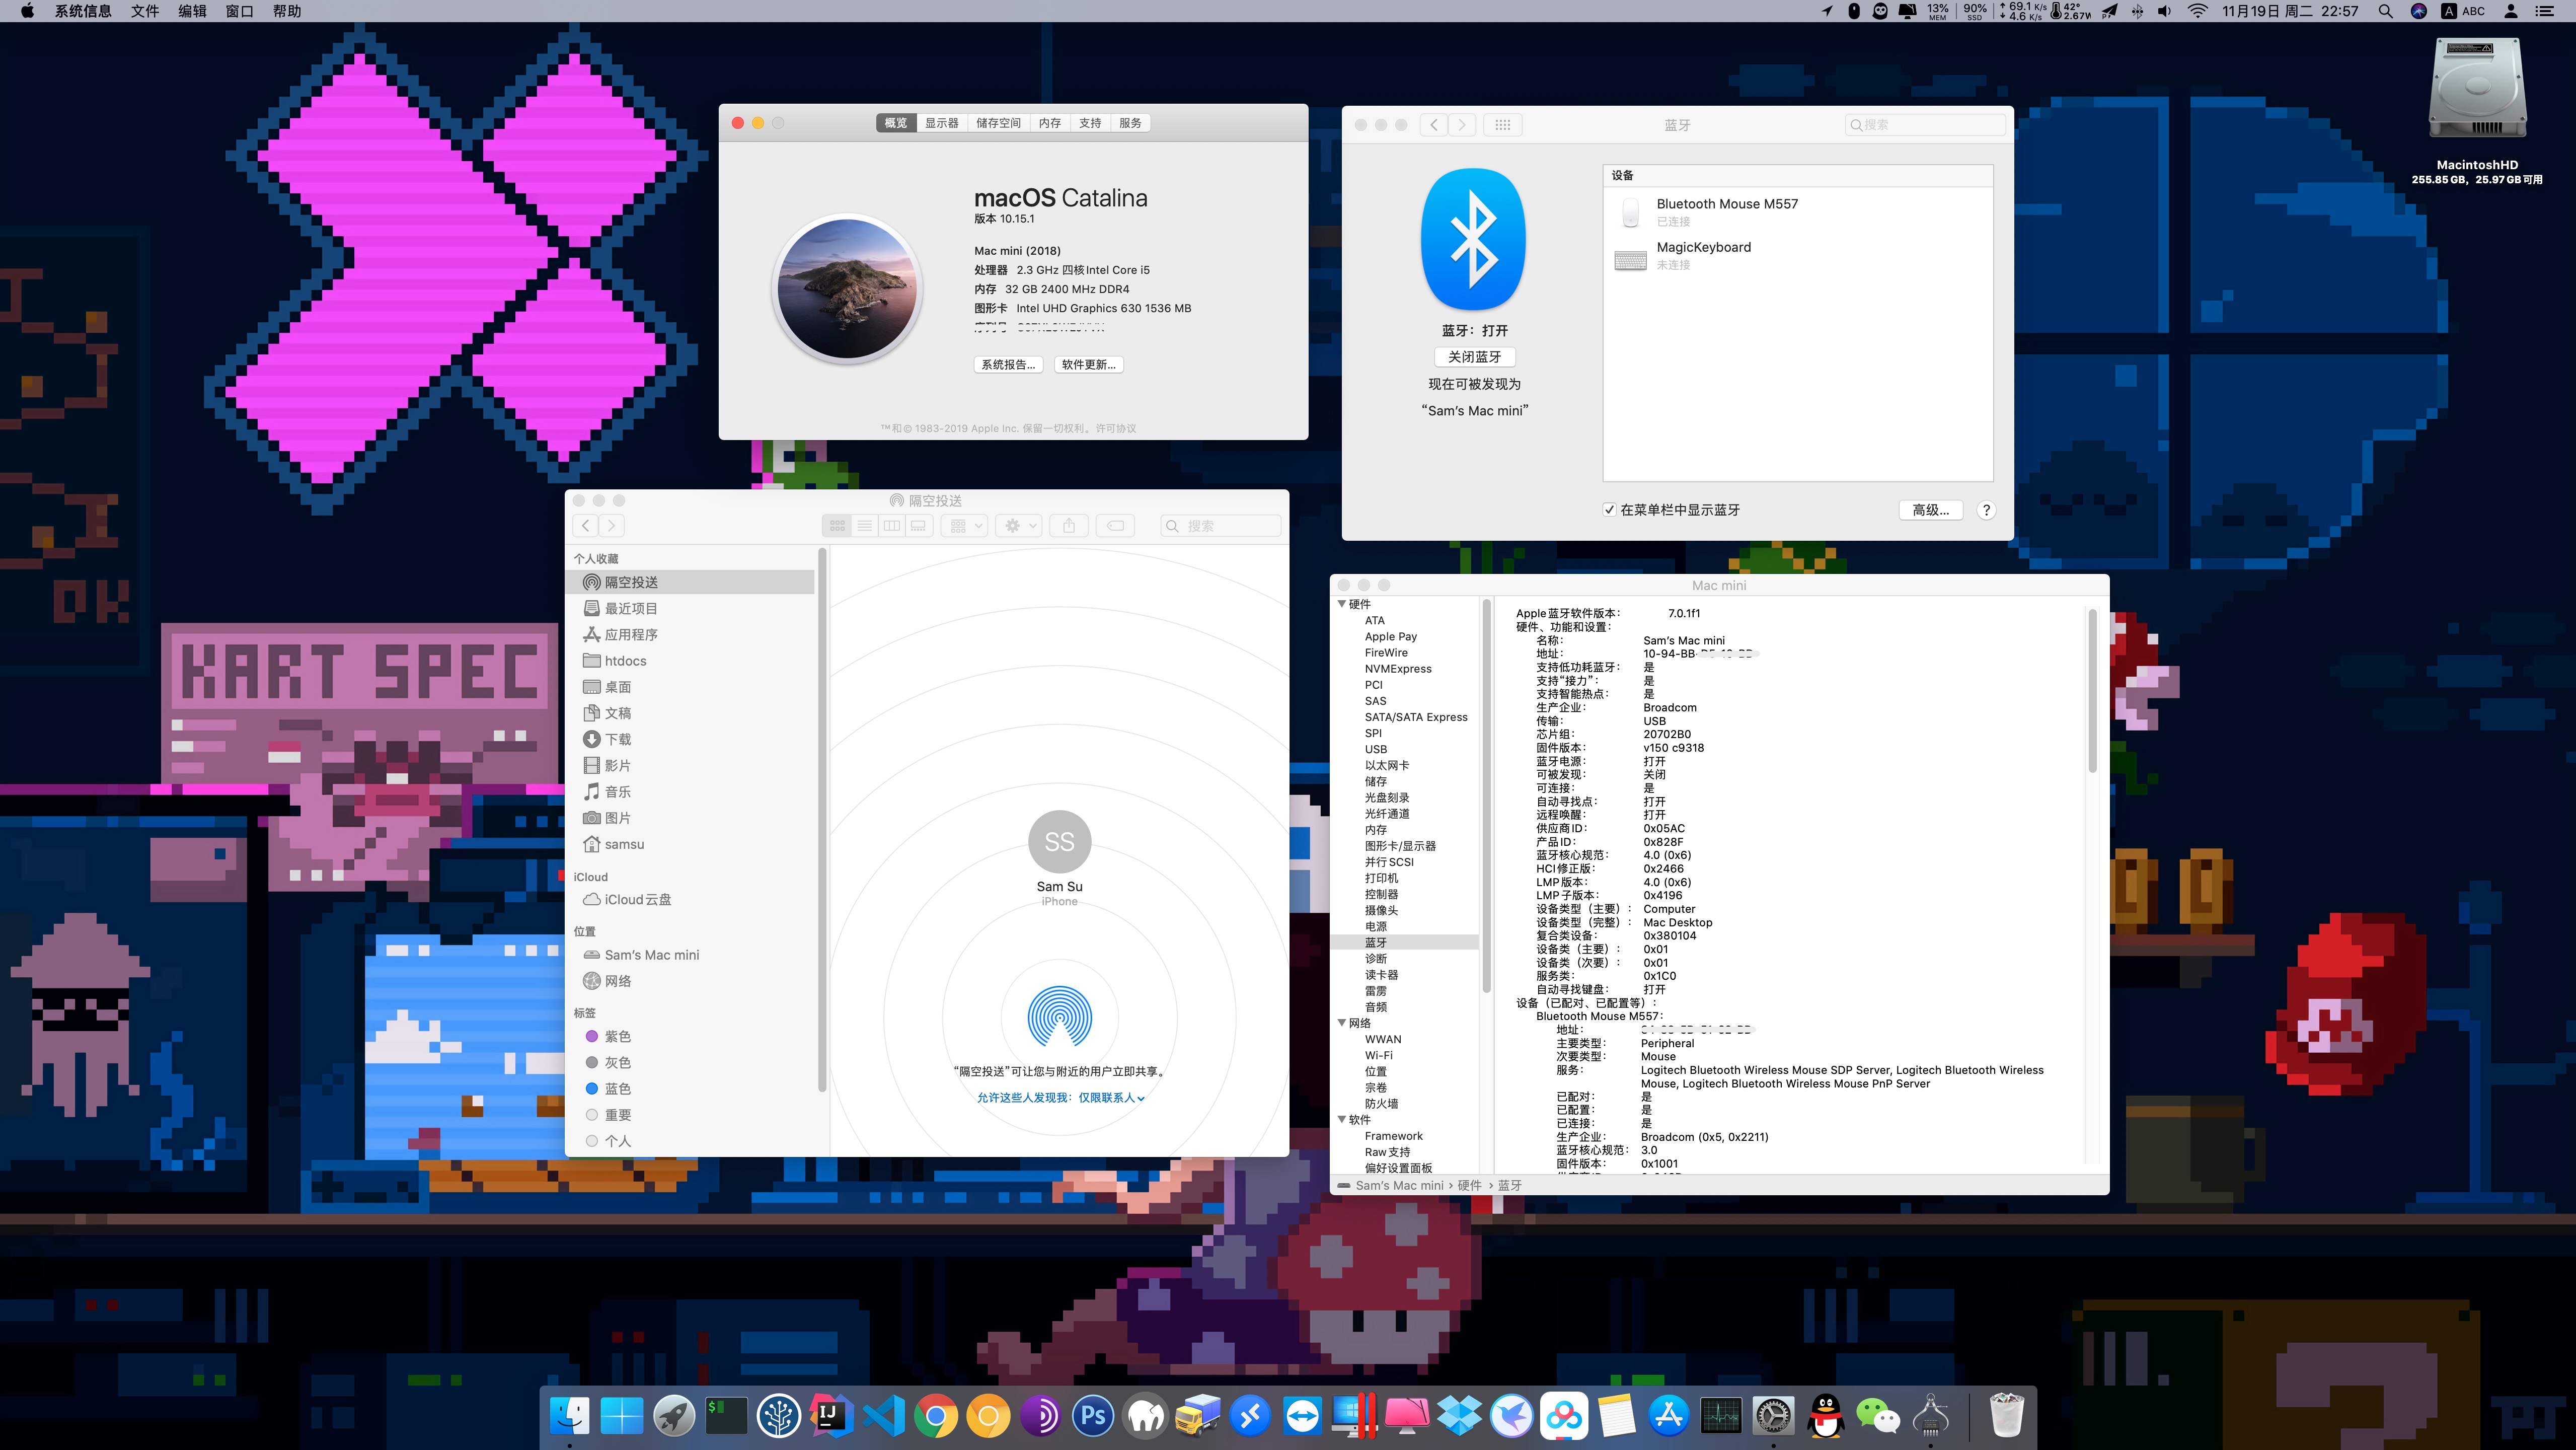 系统信息 文件 编辑 窗口 帮助
13% MEM 90% SSD 69.1 K/s 4.6 K/s 42° 2.67W 11月19日 周二 22:57 A ABC
MacintoshHD
255.85 GB，25.97 GB 可用
概览 显示器 储存空间 内存 支持 服务
macOS Catalina
版本 10.15.1
Mac mini (2018)
处理器 2.3 GHz 四核Intel Core i5
内存 32 GB 2400 MHz DDR4
图形卡 Intel UHD Graphics 630 1536 MB
系统报告... 软件更新...
™和© 1983-2019 Apple Inc. 保留一切权利。许可协议
蓝牙
搜索
蓝牙：打开
关闭蓝牙
现在可被发现为
“Sam’s Mac mini”
设备
Bluetooth Mouse M557
已连接
MagicKeyboard
未连接
在菜单栏中显示蓝牙
高级... ?
隔空投送
搜索
个人收藏
隔空投送
最近项目
应用程序
htdocs
桌面
文稿
下载
影片
音乐
图片
samsu
iCloud
iCloud 云盘
位置
Sam’s Mac mini
网络
标签
紫色
灰色
蓝色
重要
个人
SS
Sam Su
iPhone
“隔空投送”可让您与附近的用户立即共享。
允许这些人发现我：仅限联系人
Mac mini
硬件
ATA
Apple Pay
FireWire
NVMExpress
PCI
SAS
SATA/SATA Express
SPI
USB
以太网卡
储存
光盘刻录
光纤通道
内存
图形卡/显示器
并行 SCSI
打印机
控制器
摄像头
电源
蓝牙
诊断
读卡器
雷雳
音频
网络
WWAN
Wi-Fi
位置
宗卷
防火墙
软件
Framework
Raw 支持
偏好设置面板
Apple 蓝牙软件版本： 7.0.1f1
硬件、功能和设置：
名称： Sam’s Mac mini
地址： 10-94-BB-
支持低功耗蓝牙： 是
支持“接力”： 是
支持智能热点： 是
生产企业： Broadcom
传输： USB
芯片组： 20702B0
固件版本： v150 c9318
蓝牙电源： 打开
可被发现： 关闭
可连接： 是
自动寻找点： 打开
远程唤醒： 打开
供应商 ID： 0x05AC
产品 ID： 0x828F
蓝牙核心规范： 4.0 (0x6)
HCI 修正版： 0x2466
LMP 版本： 4.0 (0x6)
LMP 子版本： 0x4196
设备类型（主要）： Computer
设备类型（完整）： Mac Desktop
复合类设备： 0x380104
设备类（主要）： 0x01
设备类（次要）： 0x01
服务类： 0x1C0
自动寻找键盘： 打开
设备（已配对、已配置等）：
Bluetooth Mouse M557：
地址：
主要类型： Peripheral
次要类型： Mouse
服务： Logitech Bluetooth Wireless Mouse SDP Server, Logitech Bluetooth Wireless
Mouse, Logitech Bluetooth Wireless Mouse PnP Server
已配对： 是
已配置： 是
已连接： 是
生产企业： Broadcom (0x5, 0x2211)
蓝牙核心规范： 3.0
固件版本： 0x1001
Sam’s Mac mini › 硬件 › 蓝牙
OK
KART SPEC
$ IJ Ps